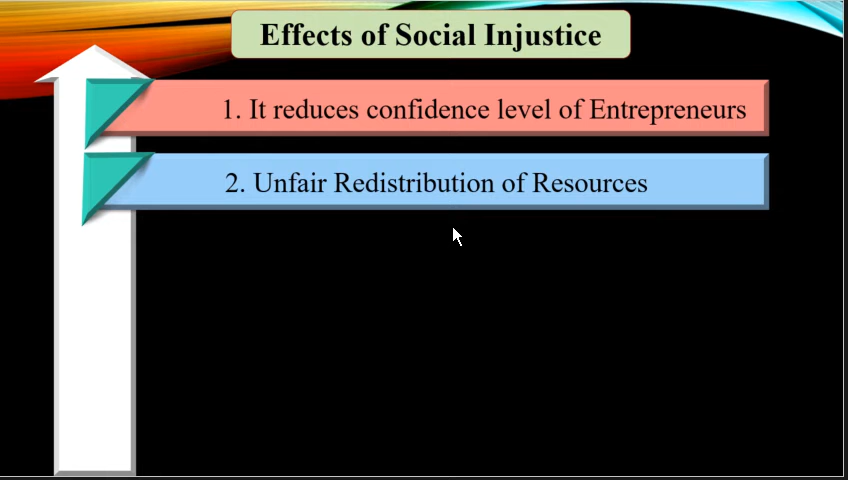 Effects of Social Injustice
1. It reduces confidence level of Entrepreneurs
2. Unfair Redistribution of Resources